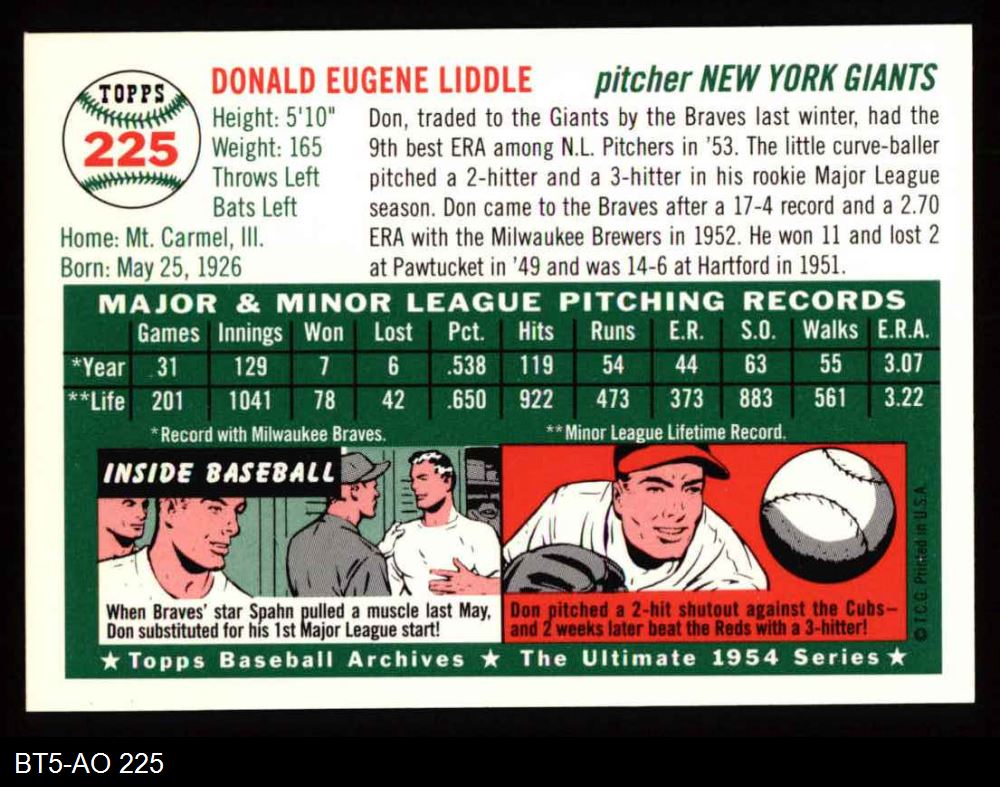 TOPPS
225
DONALD EUGENE LIDDLE
pitcher NEW YORK GIANTS
Height: 5'10"
Weight: 165
Throws Left
Bats Left
Home: Mt. Carmel, Ill.
Born: May 25, 1926
Don, traded to the Giants by the Braves last winter, had the
9th best ERA among N.L. Pitchers in '53. The little curve-baller
pitched a 2-hitter and a 3-hitter in his rookie Major League
season. Don came to the Braves after a 17-4 record and a 2.70
ERA with the Milwaukee Brewers in 1952. He won 11 and lost 2
at Pawtucket in '49 and was 14-6 at Hartford in 1951.
MAJOR & MINOR LEAGUE PITCHING RECORDS
Games Innings Won Lost Pct. Hits Runs E.R. S.O. Walks E.R.A.
*Year 31 129 7 6 .538 119 54 44 63 55 3.07
**Life 201 1041 78 42 .650 922 473 373 883 561 3.22
*Record with Milwaukee Braves. **Minor League Lifetime Record.
INSIDE BASEBALL
When Braves' star Spahn pulled a muscle last May,
Don substituted for his 1st Major League start!
Don pitched a 2-hit shutout against the Cubs—
and 2 weeks later beat the Reds with a 3-hitter!
© T.C.G. Printed in U.S.A.
★ Topps Baseball Archives ★ The Ultimate 1954 Series ★
BT5-AO 225